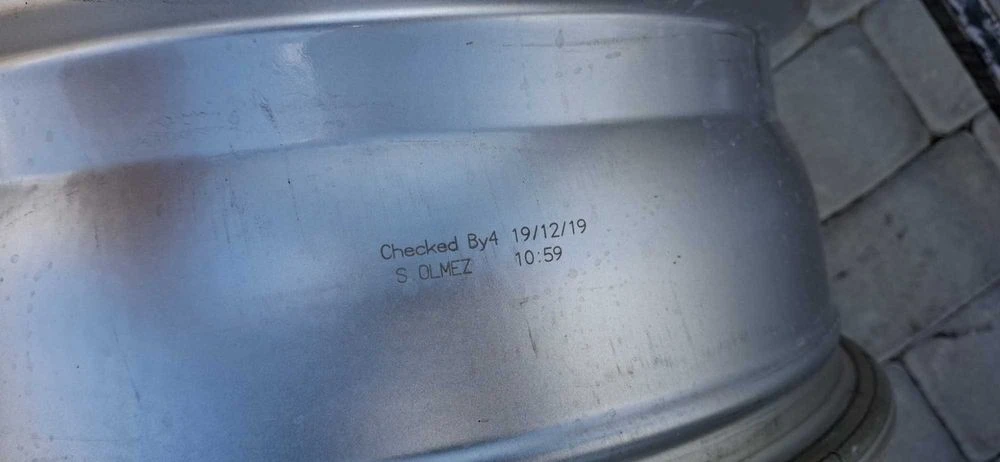 Checked By4 19/12/19
S OLMEZ 10:59